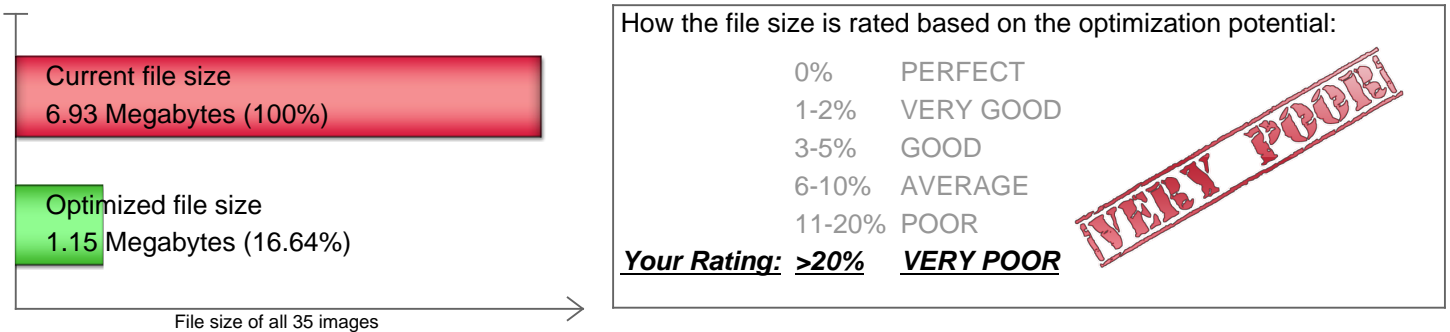 Current file size
6.93 Megabytes (100%)
Optimized file size
1.15 Megabytes (16.64%)
File size of all 35 images
How the file size is rated based on the optimization potential:
0% PERFECT
1-2% VERY GOOD
3-5% GOOD
6-10% AVERAGE
11-20% POOR
Your Rating: >20% VERY POOR
VERY POOR